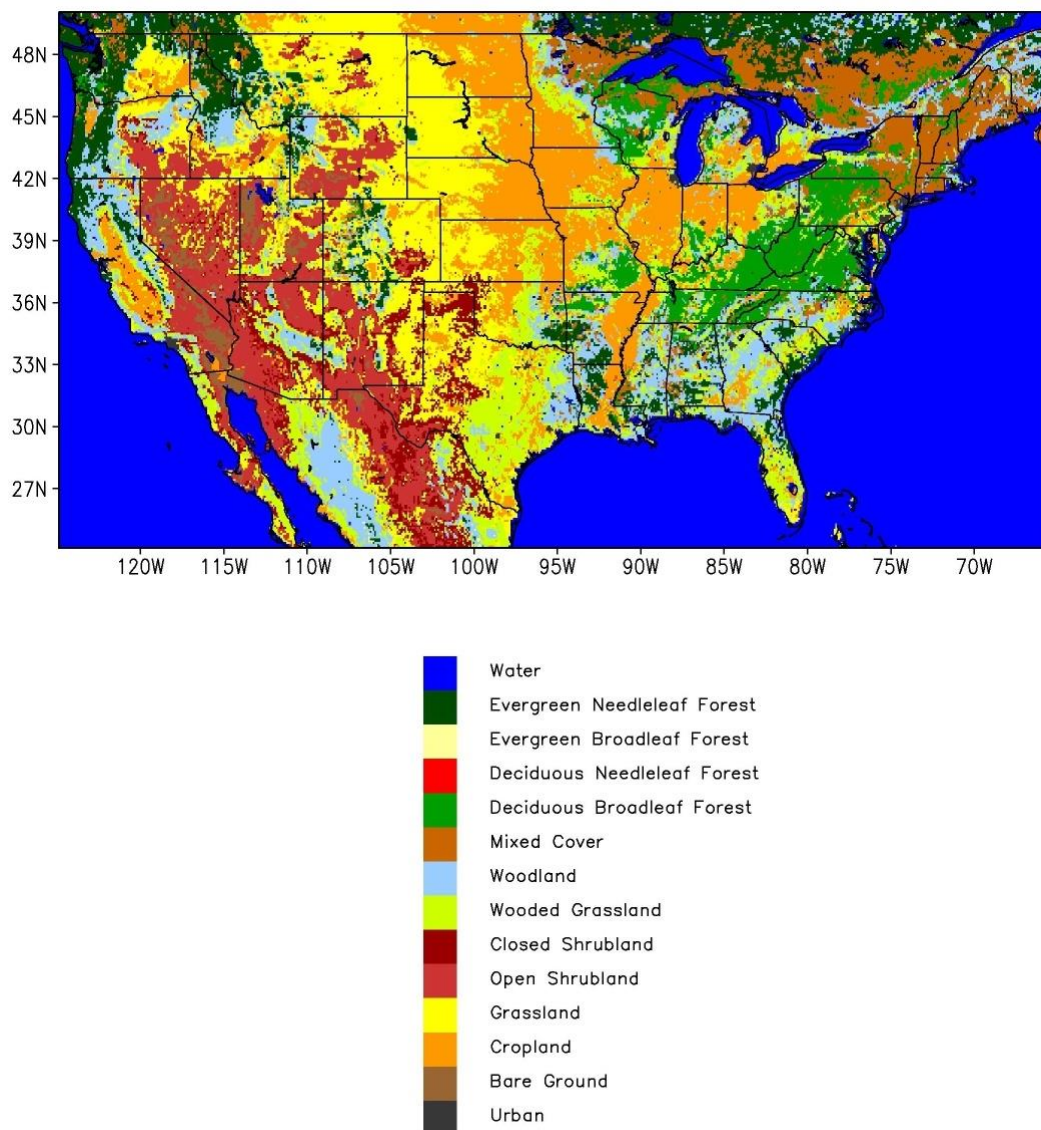 48N
45N
42N
39N
36N
33N
30N
27N
120W 115W 110W 105W 100W 95W 90W 85W 80W 75W 70W
Water
Evergreen Needleleaf Forest
Evergreen Broadleaf Forest
Deciduous Needleleaf Forest
Deciduous Broadleaf Forest
Mixed Cover
Woodland
Wooded Grassland
Closed Shrubland
Open Shrubland
Grassland
Cropland
Bare Ground
Urban